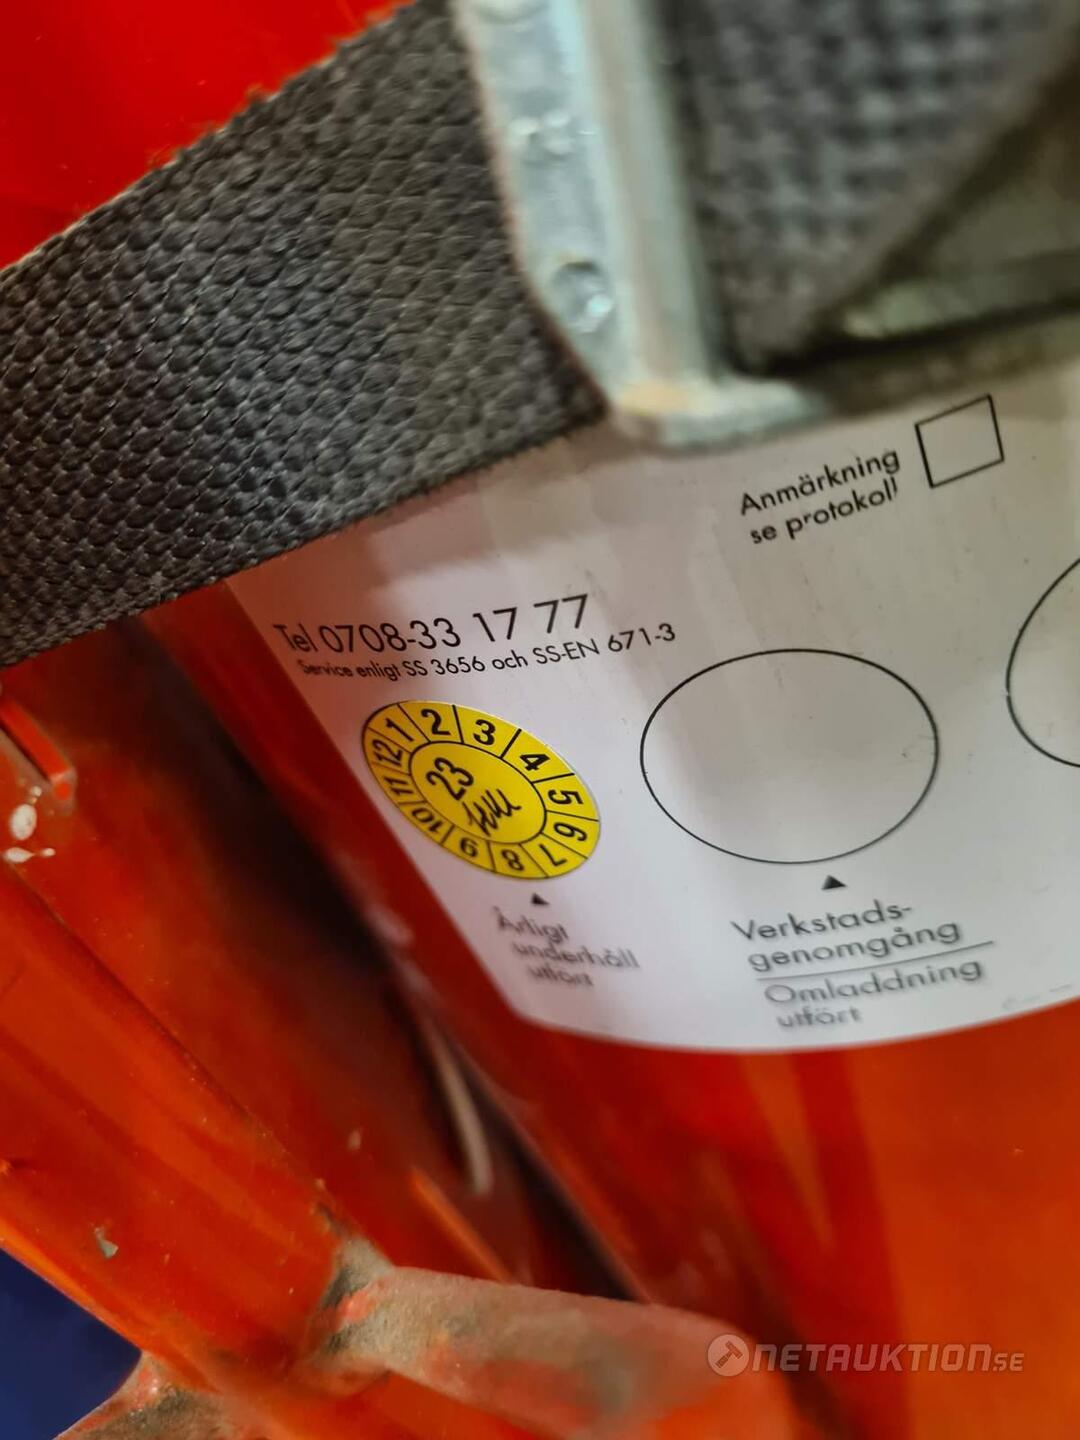 Anmärkning
se protokoll
Tel 0708-33 17 77
Service enligt SS 3656 och SS-EN 671-3
1 2 3 4 5 6 7 8 9 10 11 12
23
Årligt
underhåll
utfört
Verkstads-
genomgång
Omladdning
utfört
NETAUKTION.SE